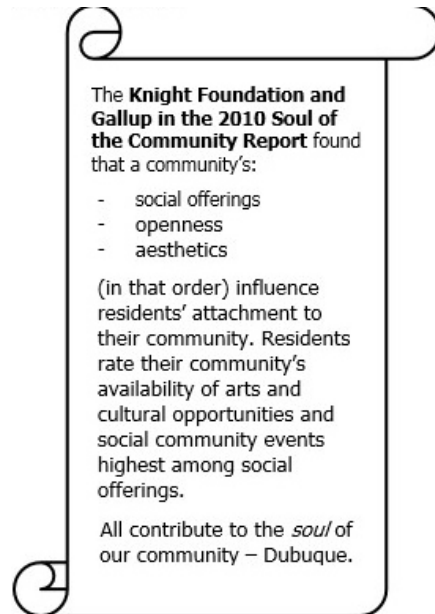 The Knight Foundation and
Gallup in the 2010 Soul of
the Community Report found
that a community's:
- social offerings
- openness
- aesthetics
(in that order) influence
residents' attachment to
their community. Residents
rate their community's
availability of arts and
cultural opportunities and
social community events
highest among social
offerings.
All contribute to the soul of
our community – Dubuque.